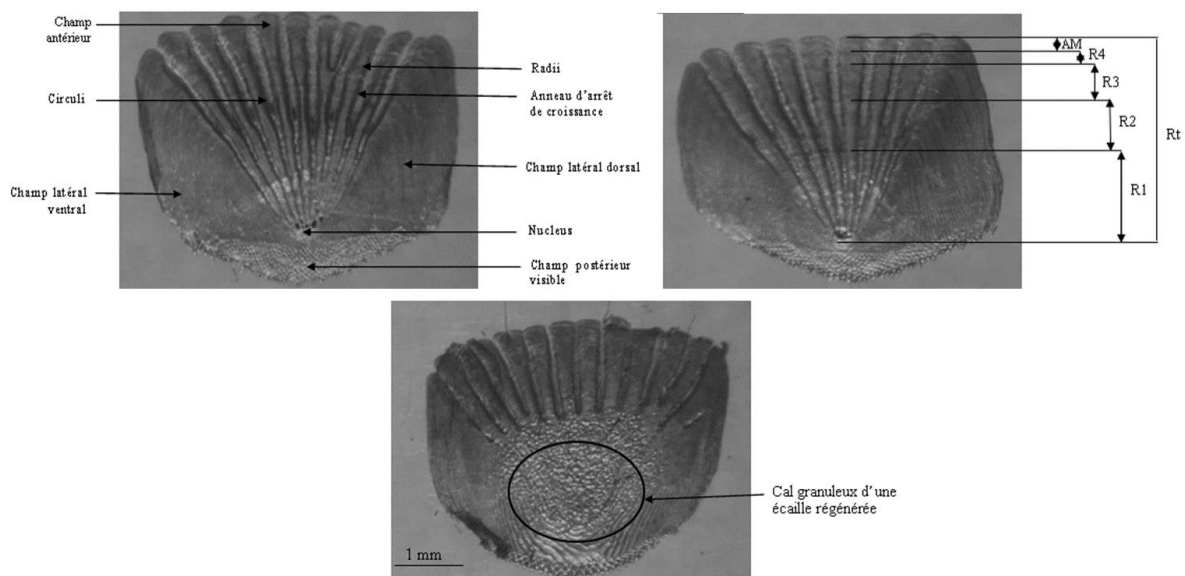 Champ
antérieur
Circuli
Champ latéral
ventral
Radii
Anneau d'arrêt
de croissance
Champ latéral dorsal
Nucleus
Champ postérieur
visible
AM
R4
R3
R2
R1
Rt
Cal granuleux d'une
écaille régénérée
1 mm